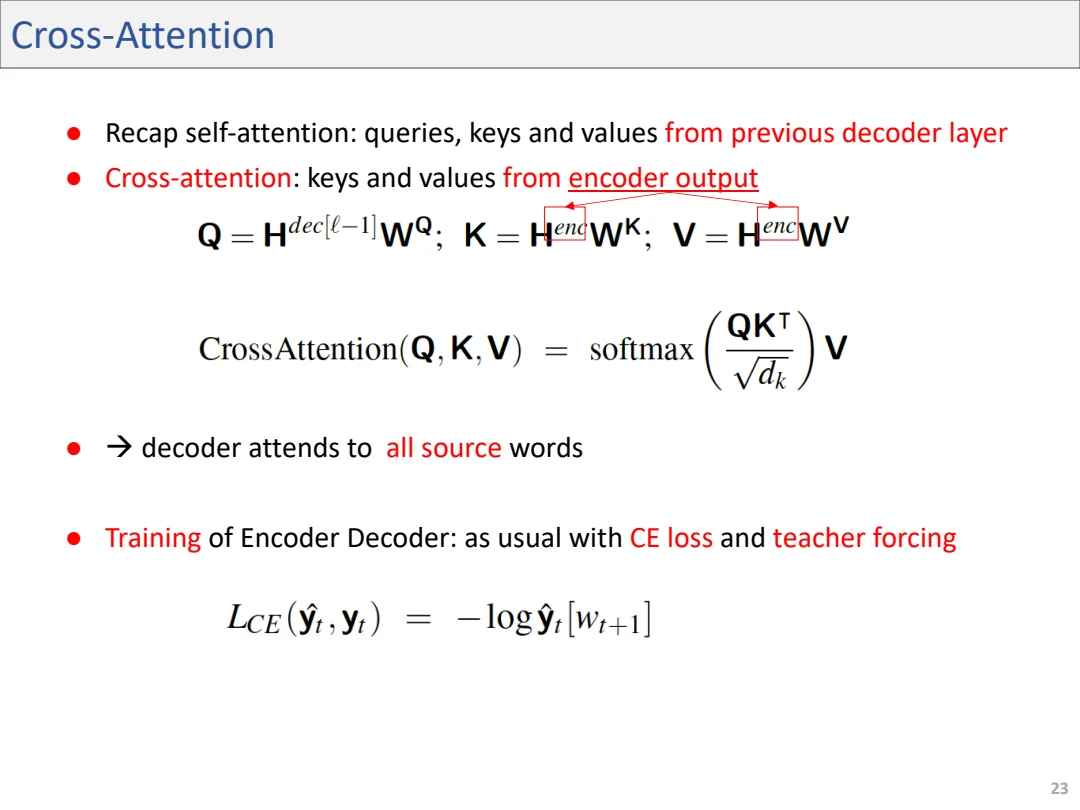 Cross-Attention
● Recap self-attention: queries, keys and values from previous decoder layer
● Cross-attention: keys and values from encoder output
Q = H^{dec[ℓ−1]}W^Q; K = H^{enc}W^K; V = H^{enc}W^V
CrossAttention(Q, K, V) = softmax(QK^⊤ / √d_k) V
● → decoder attends to all source words
● Training of Encoder Decoder: as usual with CE loss and teacher forcing
L_{CE}(ŷ_t, y_t) = −log ŷ_t[w_{t+1}]
23